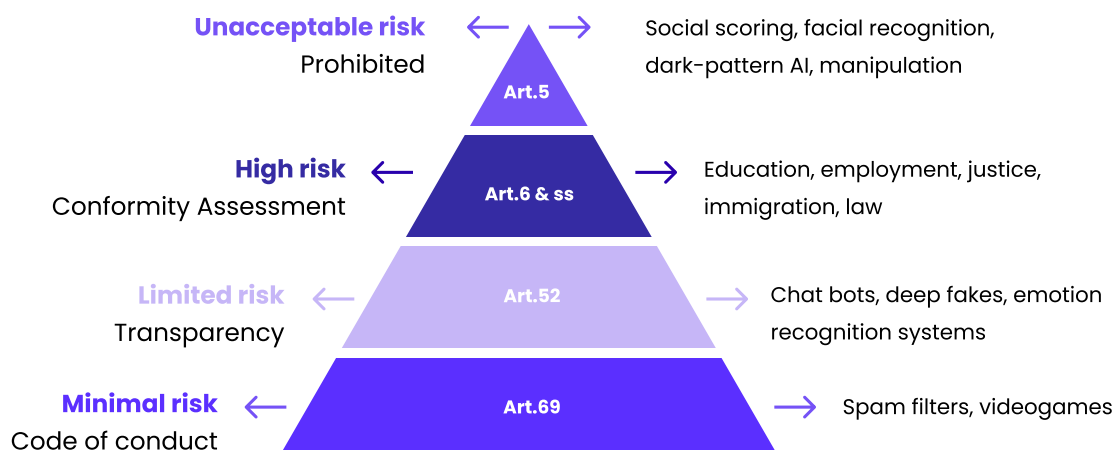 Unacceptable risk
Prohibited
Art.5
Social scoring, facial recognition,
dark-pattern AI, manipulation
High risk
Conformity Assessment
Art.6 & ss
Education, employment, justice,
immigration, law
Limited risk
Transparency
Art.52
Chat bots, deep fakes, emotion
recognition systems
Minimal risk
Code of conduct
Art.69
Spam filters, videogames